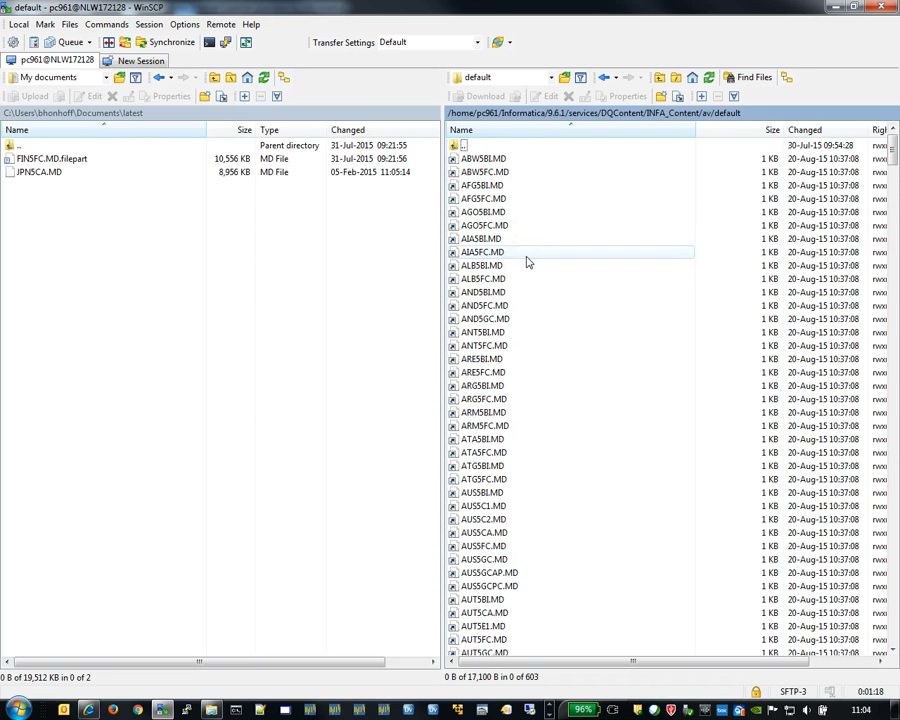 default - pc961@NLW172128 - WinSCP
Local Mark Files Commands Session Options Remote Help
Queue Synchronize Transfer Settings Default
pc961@NLW172128 New Session
My documents default Find Files
Upload Edit Properties Download Edit Properties
C:\Users\bhonhoff\Documents\latest /home/pc961/Informatica/9.6.1/services/DQContent/INFA_Content/av/default
Name Size Type Changed Name Size Changed Righ
.. Parent directory 31-Jul-2015 09:21:55 .. 30-Jul-15 09:54:28 rwxr
FIN5FC.MD.filepart 10,556 KB MD File 31-Jul-2015 09:21:56 ABW5BI.MD 1 KB 20-Aug-15 10:37:08 rwxr
JPN5CA.MD 8,956 KB MD File 05-Feb-2015 11:05:14 ABW5FC.MD 1 KB 20-Aug-15 10:37:08 rwxr
AFG5BI.MD 1 KB 20-Aug-15 10:37:08
AFG5FC.MD 1 KB 20-Aug-15 10:37:08
AGO5BI.MD 1 KB 20-Aug-15 10:37:08
AGO5FC.MD 1 KB 20-Aug-15 10:37:08
AIA5BI.MD 1 KB 20-Aug-15 10:37:08
AIA5FC.MD 1 KB 20-Aug-15 10:37:08
ALB5BI.MD 1 KB 20-Aug-15 10:37:08
ALB5FC.MD 1 KB 20-Aug-15 10:37:08
AND5BI.MD 1 KB 20-Aug-15 10:37:08
AND5FC.MD 1 KB 20-Aug-15 10:37:08
AND5GC.MD 1 KB 20-Aug-15 10:37:08
ANT5BI.MD 1 KB 20-Aug-15 10:37:08
ANT5FC.MD 1 KB 20-Aug-15 10:37:08
ARE5BI.MD 1 KB 20-Aug-15 10:37:08
ARE5FC.MD 1 KB 20-Aug-15 10:37:08
ARG5BI.MD 1 KB 20-Aug-15 10:37:08
ARG5FC.MD 1 KB 20-Aug-15 10:37:08
ARM5BI.MD 1 KB 20-Aug-15 10:37:08
ARM5FC.MD 1 KB 20-Aug-15 10:37:08
ATA5BI.MD 1 KB 20-Aug-15 10:37:08
ATA5FC.MD 1 KB 20-Aug-15 10:37:08
ATG5BI.MD 1 KB 20-Aug-15 10:37:08
ATG5FC.MD 1 KB 20-Aug-15 10:37:08
AUS5BI.MD 1 KB 20-Aug-15 10:37:08
AUS5C1.MD 1 KB 20-Aug-15 10:37:08
AUS5C2.MD 1 KB 20-Aug-15 10:37:08
AUS5CA.MD 1 KB 20-Aug-15 10:37:08
AUS5FC.MD 1 KB 20-Aug-15 10:37:08
AUS5GC.MD 1 KB 20-Aug-15 10:37:08
AUS5GCAP.MD 1 KB 20-Aug-15 10:37:08
AUS5GCPC.MD 1 KB 20-Aug-15 10:37:08
AUT5BI.MD 1 KB 20-Aug-15 10:37:08
AUT5CA.MD 1 KB 20-Aug-15 10:37:08
AUT5E1.MD 1 KB 20-Aug-15 10:37:08
AUT5FC.MD 1 KB 20-Aug-15 10:37:08
AUT5GC.MD 1 KB 20-Aug-15 10:37:08
0 B of 19,512 KB in 0 of 2 0 B of 17,100 B in 0 of 603
SFTP-3 0:01:18
96% 11:04